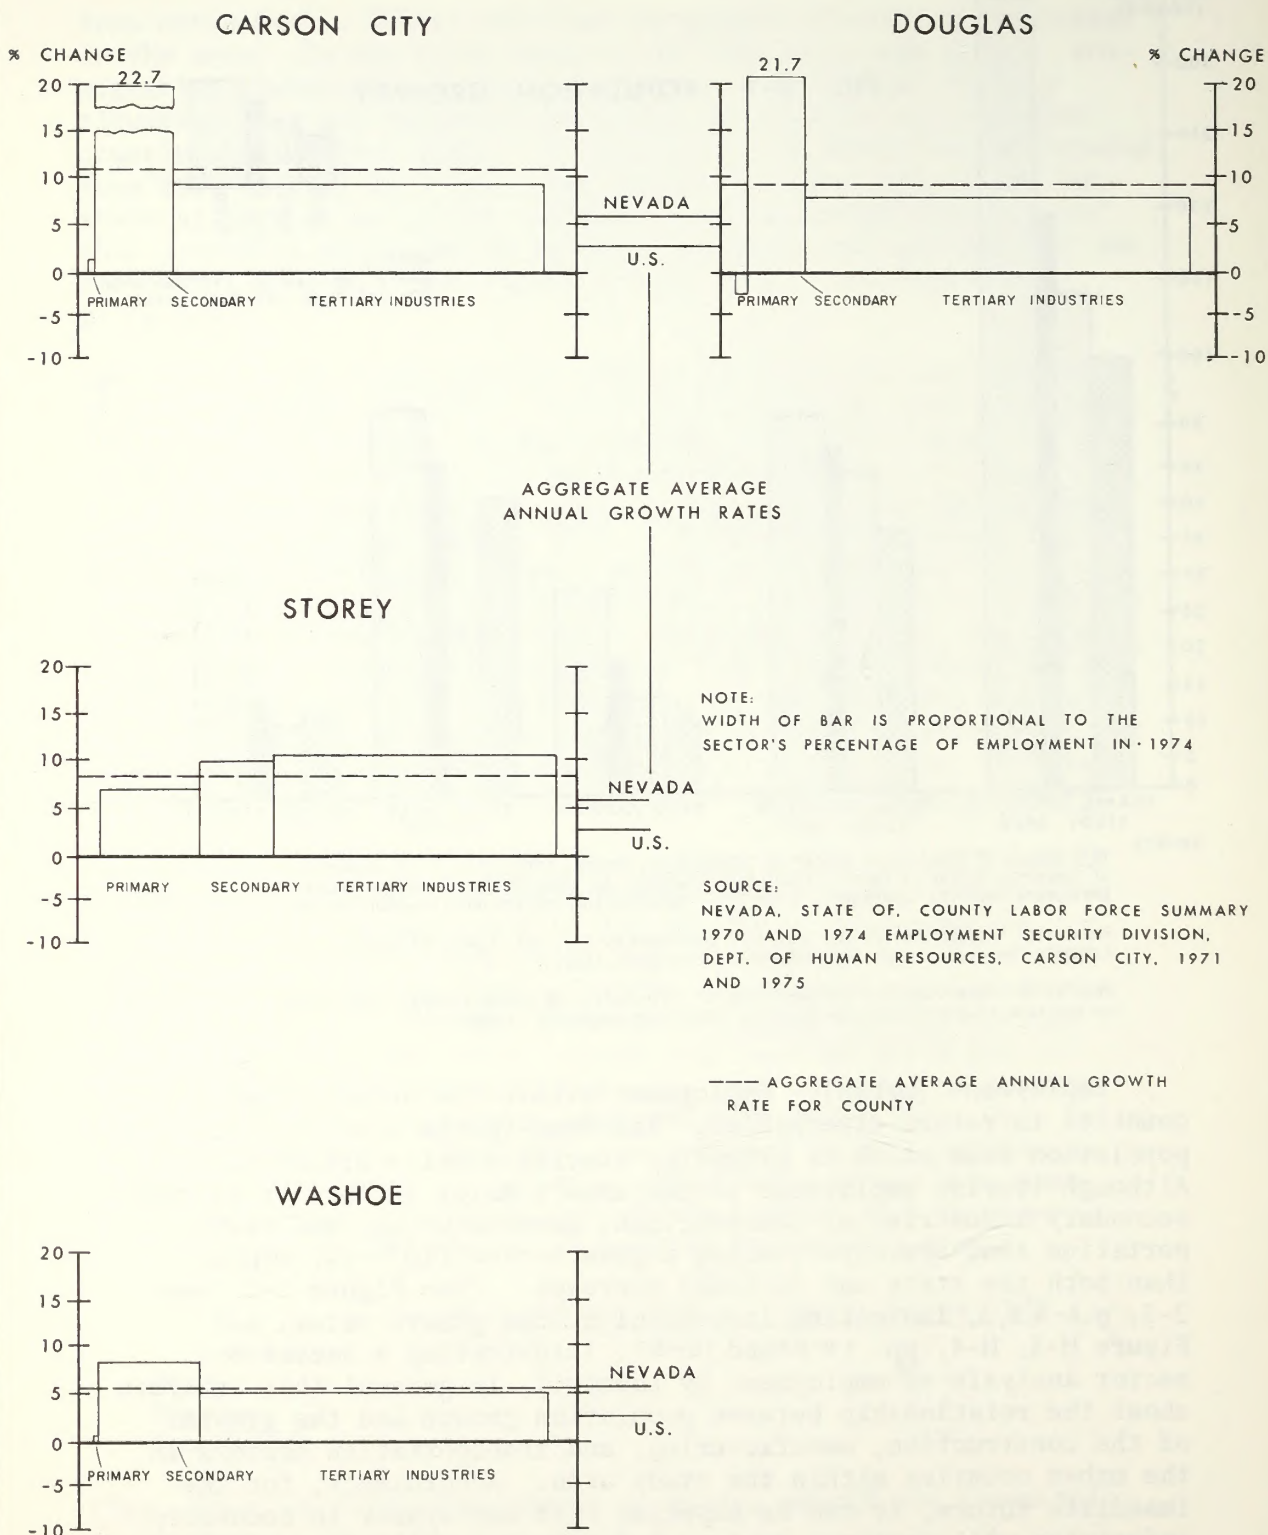 CARSON CITY
% CHANGE
22.7
20
15
10
5
0
-5
-10
PRIMARY SECONDARY TERTIARY INDUSTRIES
NEVADA
U.S.
DOUGLAS
% CHANGE
21.7
20
15
10
5
0
-5
-10
PRIMARY SECONDARY TERTIARY INDUSTRIES
AGGREGATE AVERAGE
ANNUAL GROWTH RATES
STOREY
20
15
10
5
0
-5
-10
PRIMARY SECONDARY TERTIARY INDUSTRIES
NEVADA
U.S.
NOTE:
WIDTH OF BAR IS PROPORTIONAL TO THE
SECTOR'S PERCENTAGE OF EMPLOYMENT IN 1974
SOURCE:
NEVADA, STATE OF, COUNTY LABOR FORCE SUMMARY
1970 AND 1974 EMPLOYMENT SECURITY DIVISION,
DEPT. OF HUMAN RESOURCES, CARSON CITY, 1971
AND 1975
--- AGGREGATE AVERAGE ANNUAL GROWTH
RATE FOR COUNTY
WASHOE
20
15
10
5
0
-5
-10
PRIMARY SECONDARY TERTIARY INDUSTRIES
NEVADA
U.S.